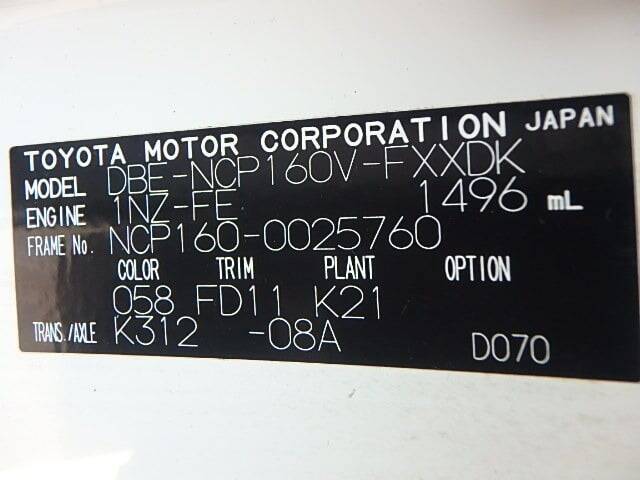 TOYOTA MOTOR CORPORATION JAPAN
MODEL DBE-NCP160V-FXXDK
ENGINE 1NZ-FE 1496 mL
FRAME No. NCP160-0025760
COLOR TRIM PLANT OPTION
058 FD11 K21
TRANS./AXLE K312 -08A D070